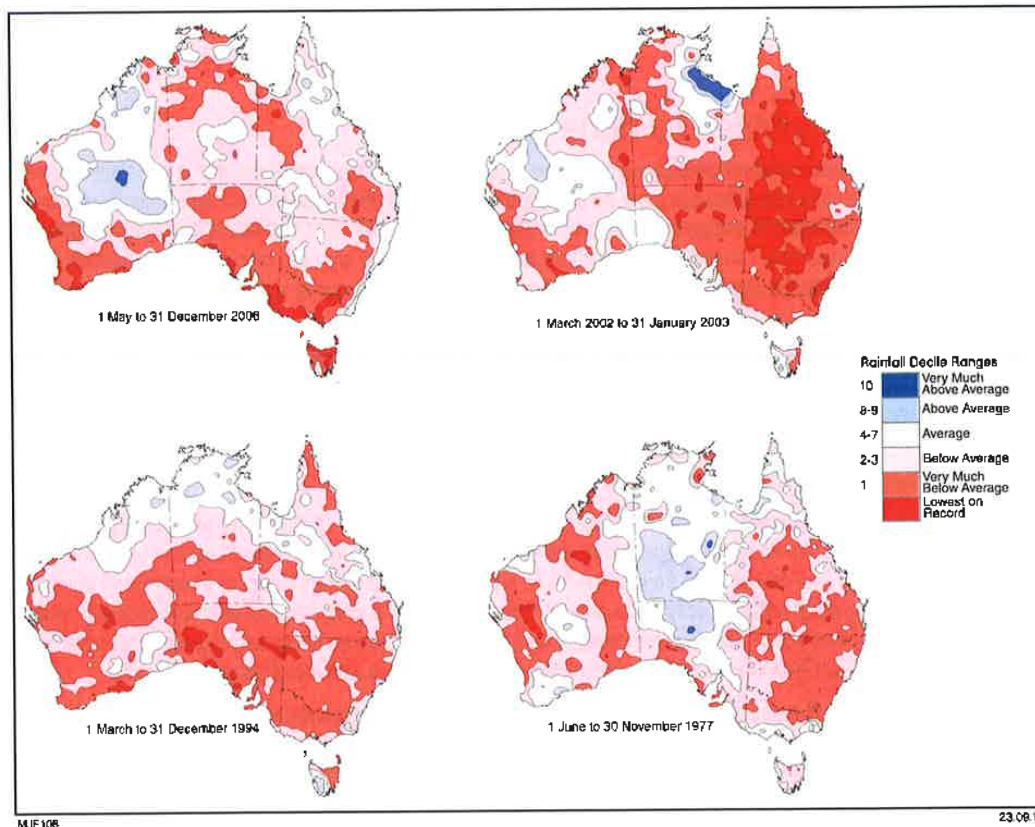 1 May to 31 December 2006
1 March 2002 to 31 January 2003
Rainfall Decile Ranges
10 Very Much
Above Average
8-9 Above Average
4-7 Average
2-3 Below Average
1 Very Much
Below Average
Lowest on
Record
1 March to 31 December 1994
1 June to 30 November 1977
23.09.